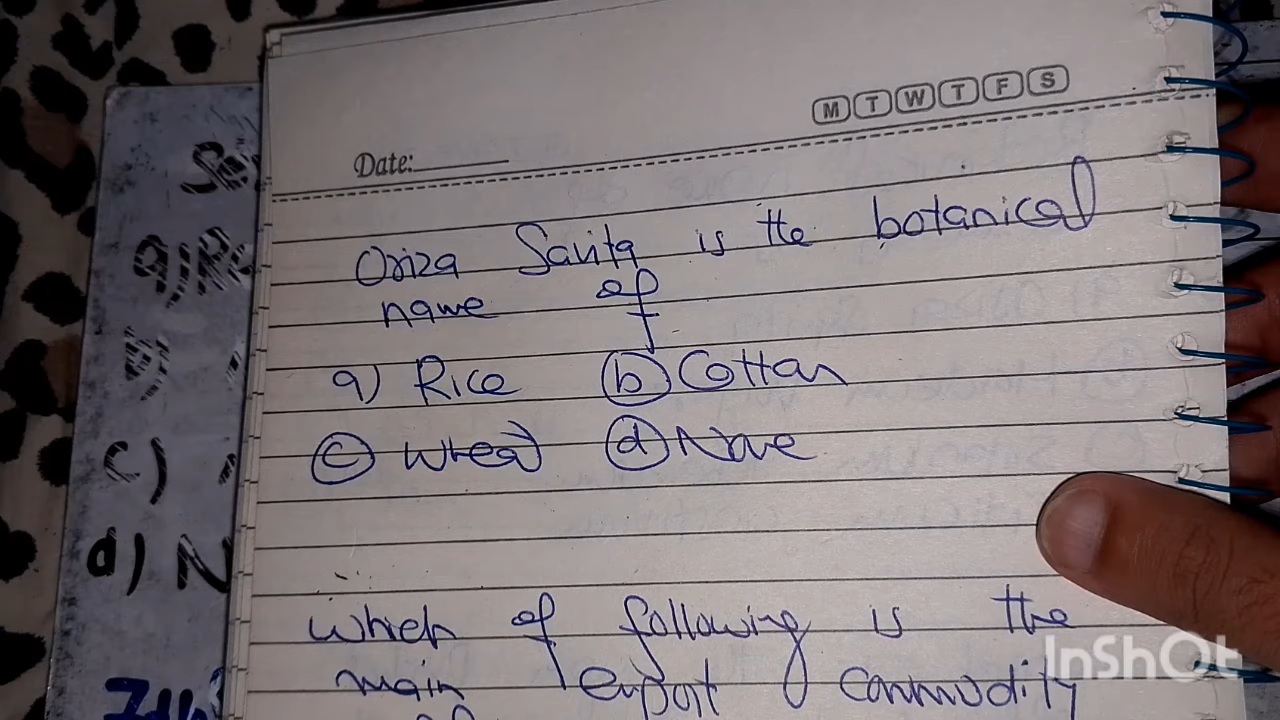 M T W T F S
Date:
Oriza Savita is the botanical
name of
a) Rice (b) Cottan
(c) Wheat (d) None
c)
d) N
which of following is the
main export commodity
InShOt